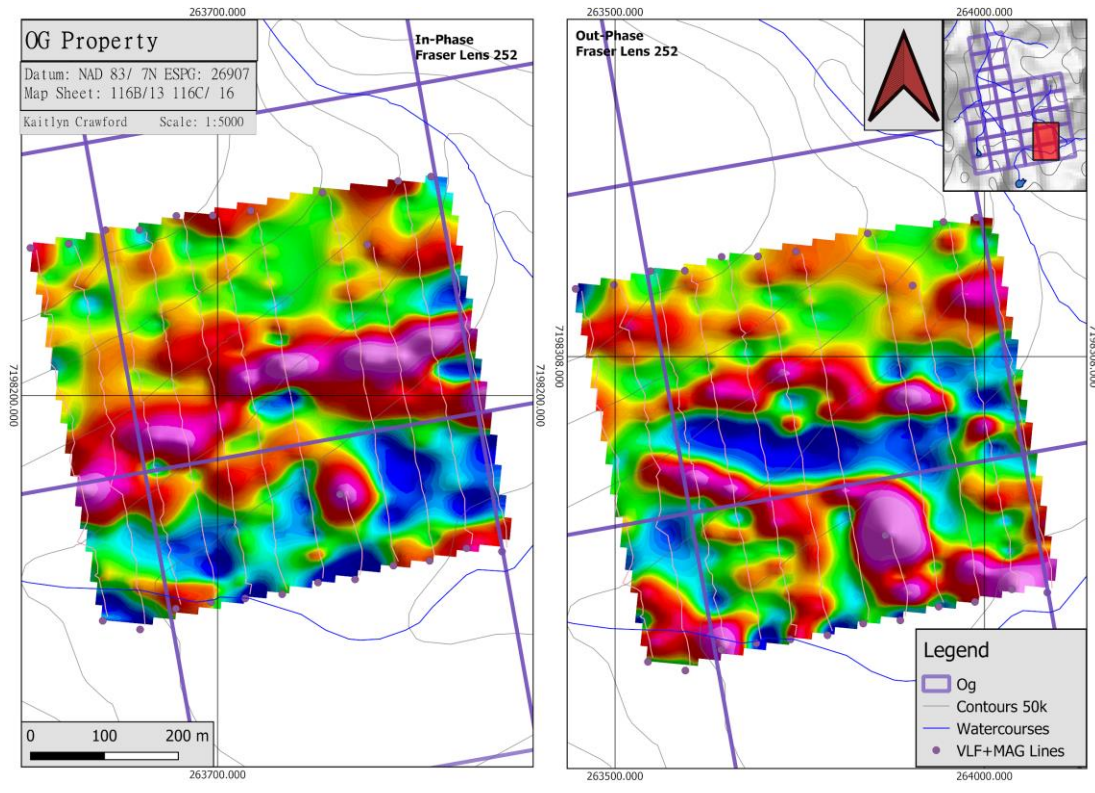 263700.000
OG Property
Datum: NAD 83/ 7N ESPG: 26907
Map Sheet: 116B/13 116C/ 16
Kaitlyn Crawford Scale: 1:5000
In-Phase
Fraser Lens 252
7198200.000
7198200.000
0 100 200 m
263700.000
263500.000
264000.000
Out-Phase
Fraser Lens 252
7198308.000
Legend
Og
Contours 50k
Watercourses
VLF+MAG Lines
263500.000
264000.000